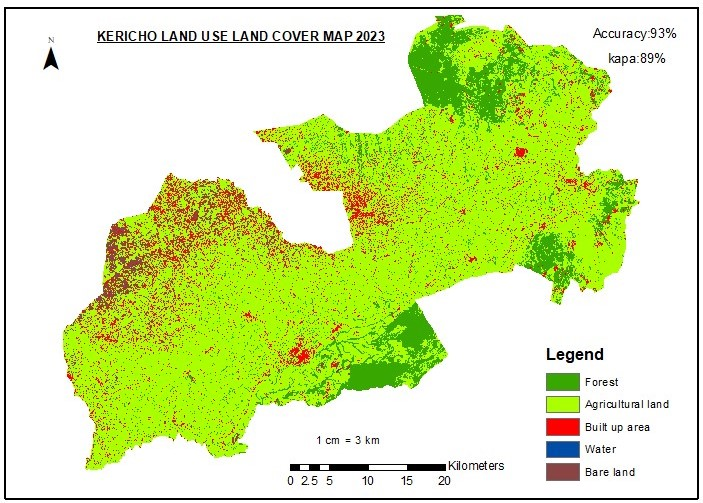 KERICHO LAND USE LAND COVER MAP 2023
Accuracy:93%
kapa:89%
N
Legend
Forest
Agricultural land
Built up area
Water
Bare land
1 cm = 3 km
Kilometers
0 2.5 5 10 15 20